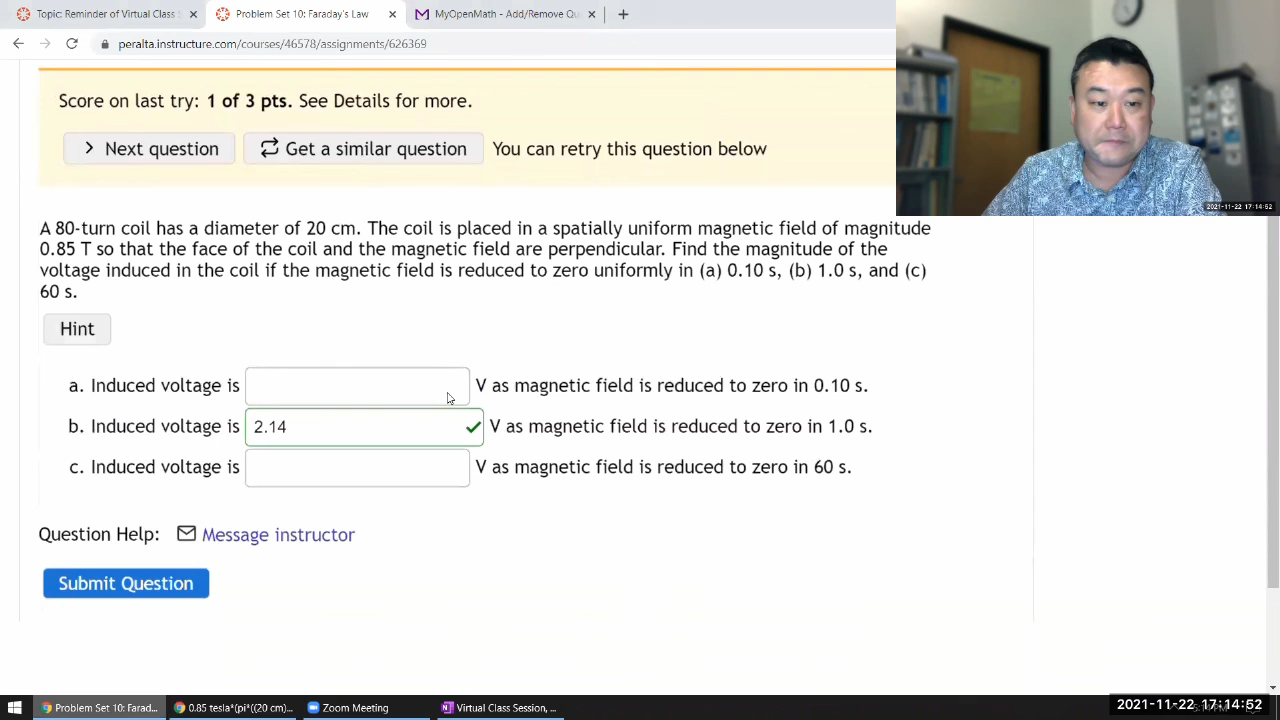 Topic: Reminder of Virtual Class
Problem Set 10: Faraday's Law
MyOpenMath - Add/Remove Qu
peralta.instructure.com/courses/46578/assignments/626369
2021-11-22 17:14:52
Score on last try: 1 of 3 pts. See Details for more.
Next question
Get a similar question
You can retry this question below
A 80-turn coil has a diameter of 20 cm. The coil is placed in a spatially uniform magnetic field of magnitude
0.85 T so that the face of the coil and the magnetic field are perpendicular. Find the magnitude of the
voltage induced in the coil if the magnetic field is reduced to zero uniformly in (a) 0.10 s, (b) 1.0 s, and (c)
60 s.
Hint
a. Induced voltage is V as magnetic field is reduced to zero in 0.10 s.
b. Induced voltage is 2.14 V as magnetic field is reduced to zero in 1.0 s.
c. Induced voltage is V as magnetic field is reduced to zero in 60 s.
Question Help: Message instructor
Submit Question
Problem Set 10: Farad...
0.85 tesla*(pi*((20 cm)...
Zoom Meeting
Virtual Class Session, ...
2021-11-22 17:14:52